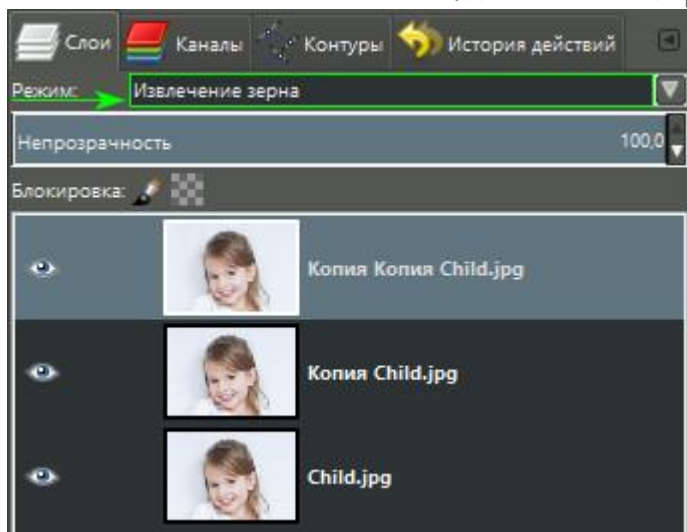 Слои Каналы Контуры История действий
Режим: Извлечение зерна
Непрозрачность 100,0
Блокировка:
Копия Копия Child.jpg
Копия Child.jpg
Child.jpg